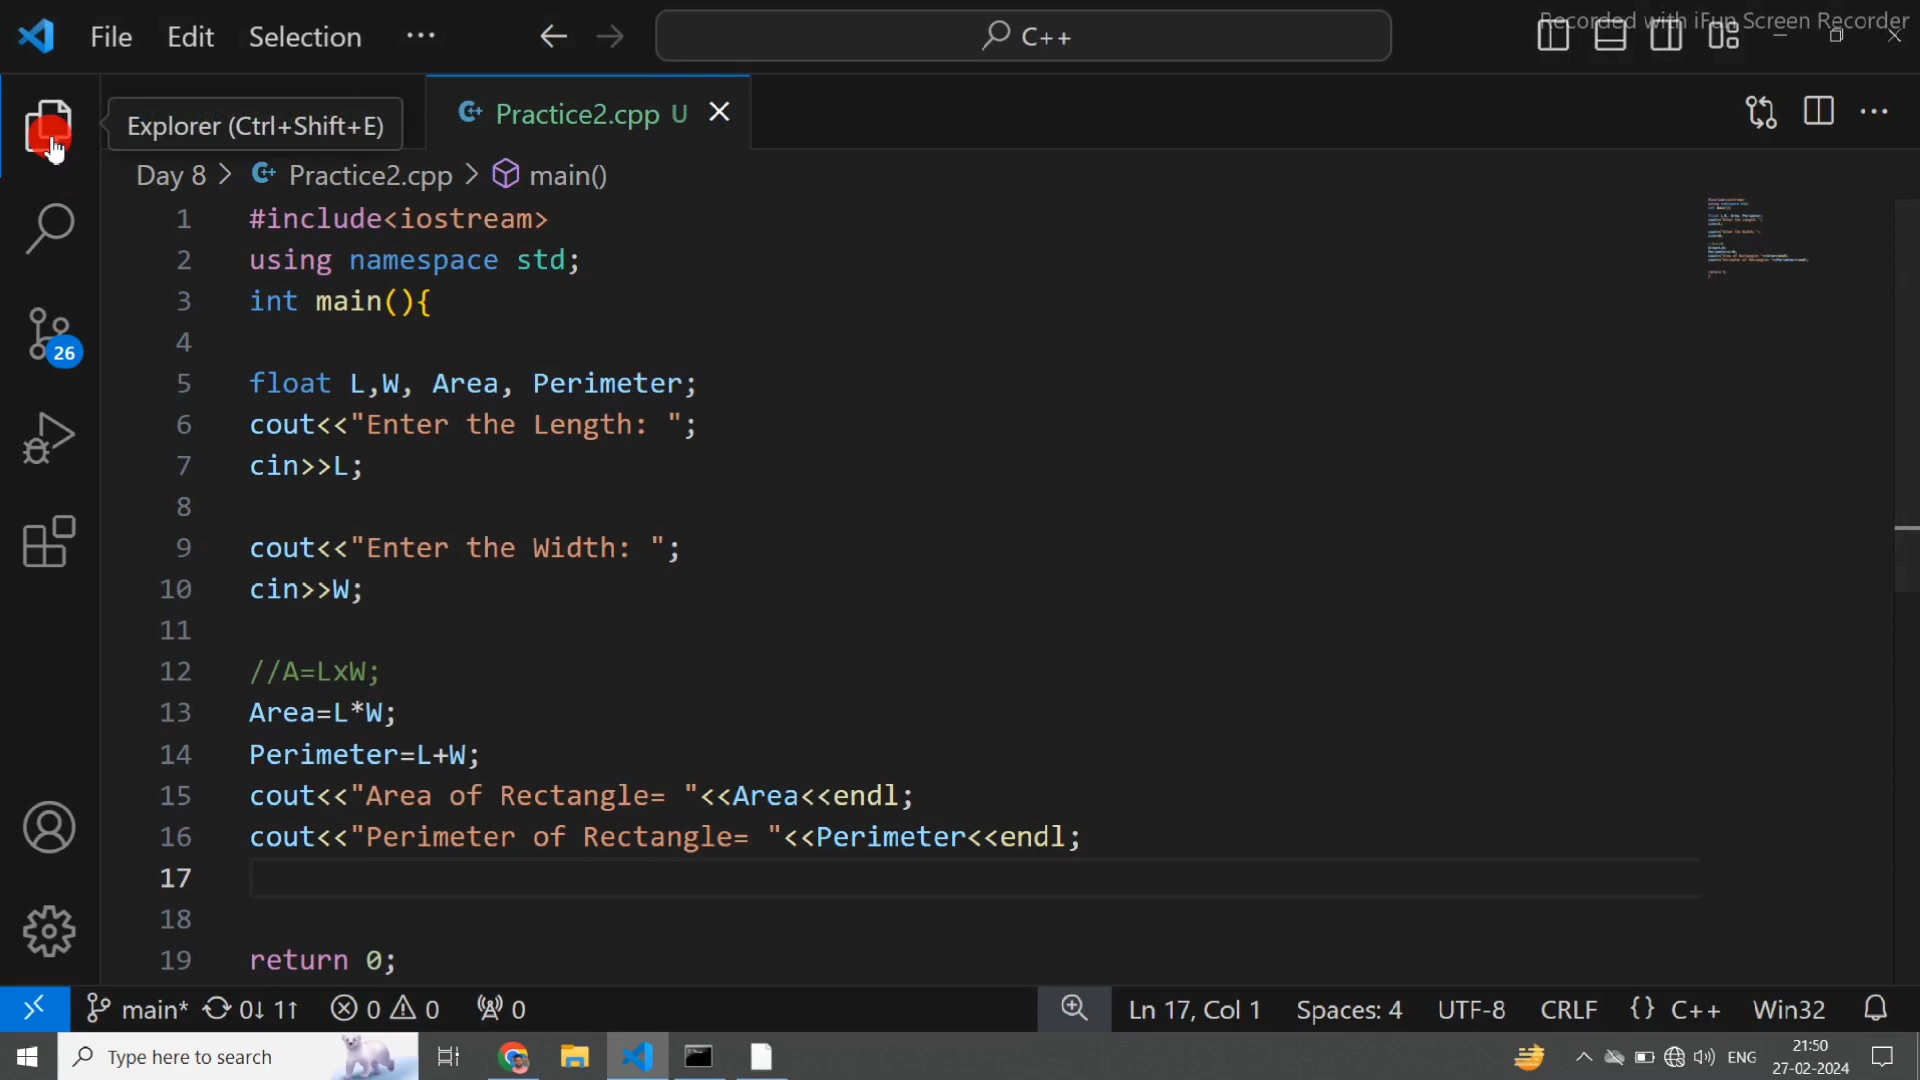 File Edit Selection ··· C++ Recorded with iFun Screen Recorder
Explorer (Ctrl+Shift+E) Practice2.cpp U
Day 8 > Practice2.cpp > main()
1 #include<iostream>
2 using namespace std;
3 int main(){
4
5 float L,W, Area, Perimeter;
6 cout<<"Enter the Length: ";
7 cin>>L;
8
9 cout<<"Enter the Width: ";
10 cin>>W;
11
12 //A=LxW;
13 Area=L*W;
14 Perimeter=L+W;
15 cout<<"Area of Rectangle= "<<Area<<endl;
16 cout<<"Perimeter of Rectangle= "<<Perimeter<<endl;
17
18
19 return 0;
26
main* 0↓ 1↑ 0 0 0 Ln 17, Col 1 Spaces: 4 UTF-8 CRLF {} C++ Win32
Type here to search ENG 21:50
27-02-2024